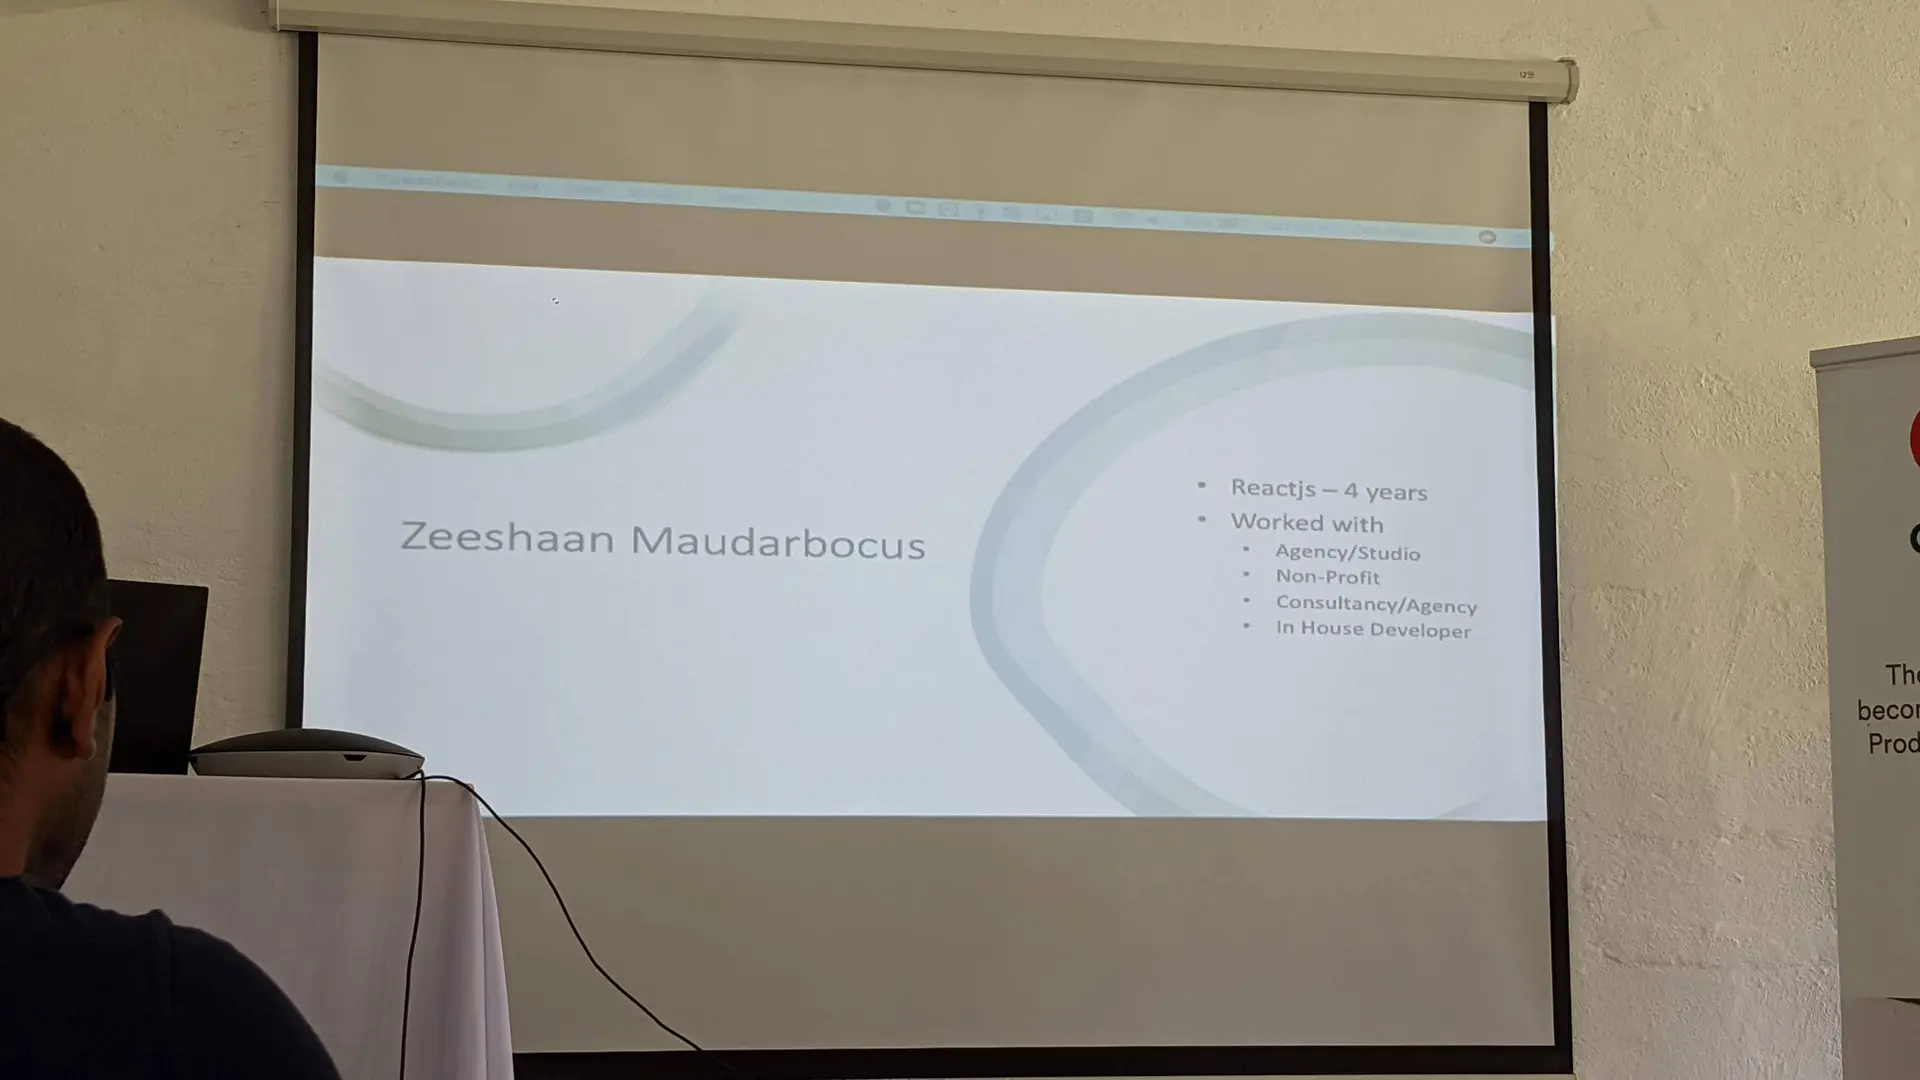 Zeeshaan Maudarbocus
• Reactjs – 4 years
• Worked with
• Agency/Studio
• Non-Profit
• Consultancy/Agency
• In House Developer